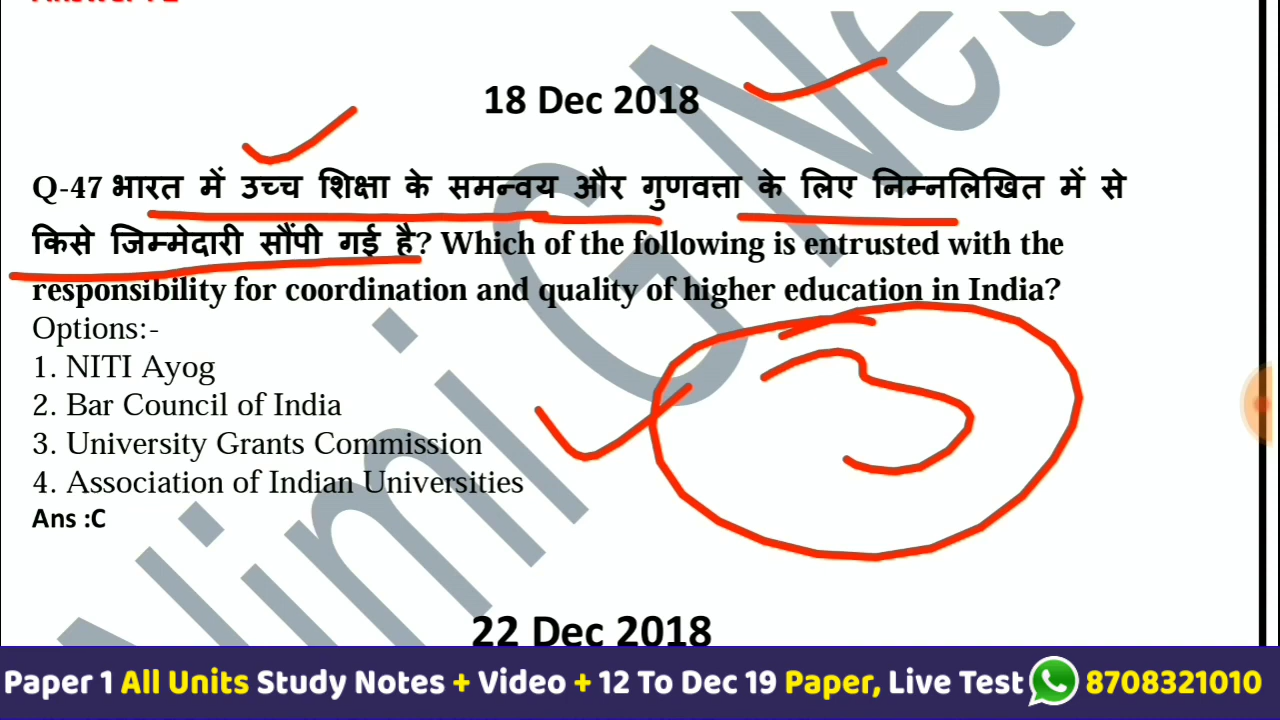 18 Dec 2018
Q-47 भारत में उच्च शिक्षा के समन्वय और गुणवत्ता के लिए निम्नलिखित में से
किसे जिम्मेदारी सौंपी गई है? Which of the following is entrusted with the
responsibility for coordination and quality of higher education in India?
Options:-
1. NITI Ayog
2. Bar Council of India
3. University Grants Commission
4. Association of Indian Universities
Ans :C
3
22 Dec 2018
Paper 1 All Units Study Notes + Video + 12 To Dec 19 Paper, Live Test 8708321010